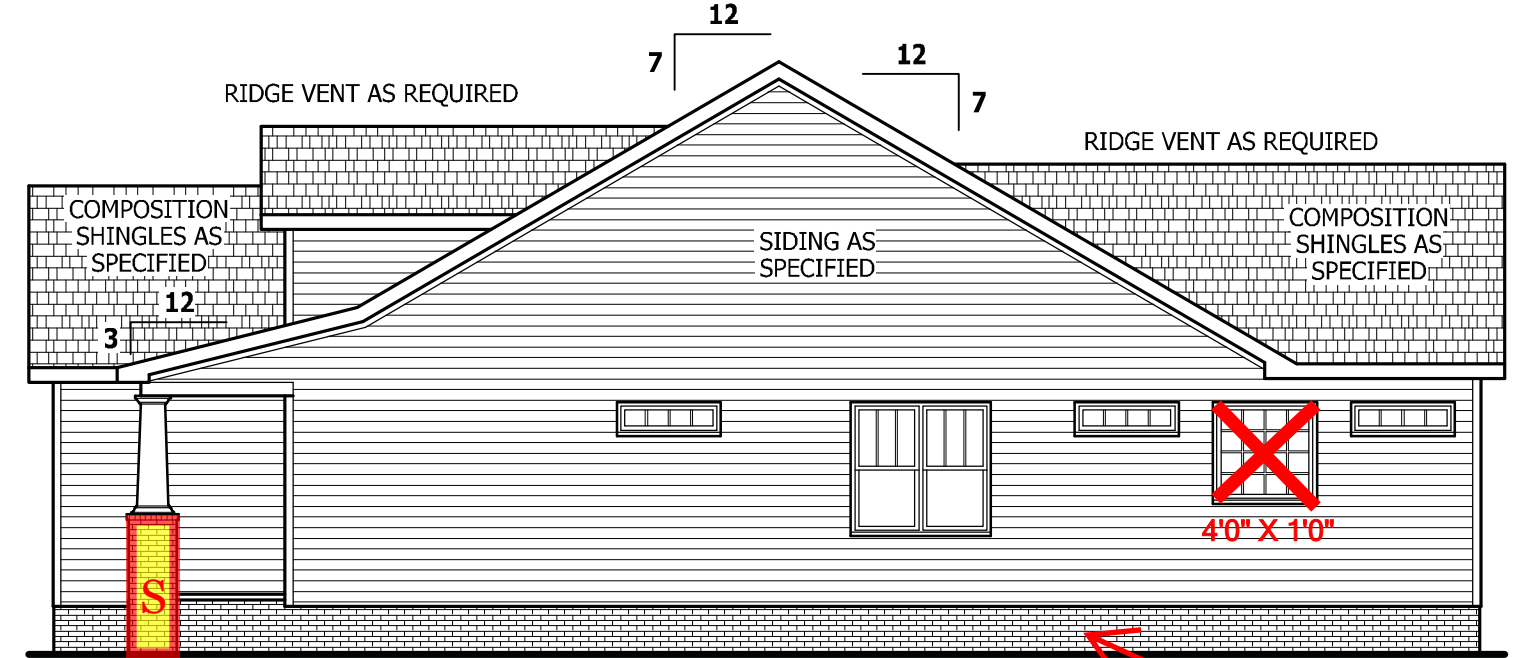 12
7
12
7
RIDGE VENT AS REQUIRED
RIDGE VENT AS REQUIRED
COMPOSITION
SHINGLES AS
SPECIFIED
SIDING AS
SPECIFIED
COMPOSITION
SHINGLES AS
SPECIFIED
12
3
4'0" X 1'0"
S